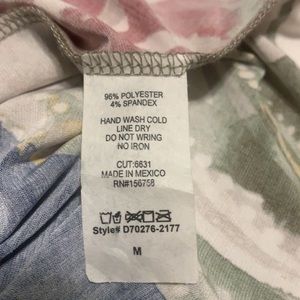 96% POLYESTER
4% SPANDEX
HAND WASH COLD
LINE DRY
DO NOT WRING
NO IRON
CUT:6631
MADE IN MEXICO
RN#156758
Style# D70276-2177
M